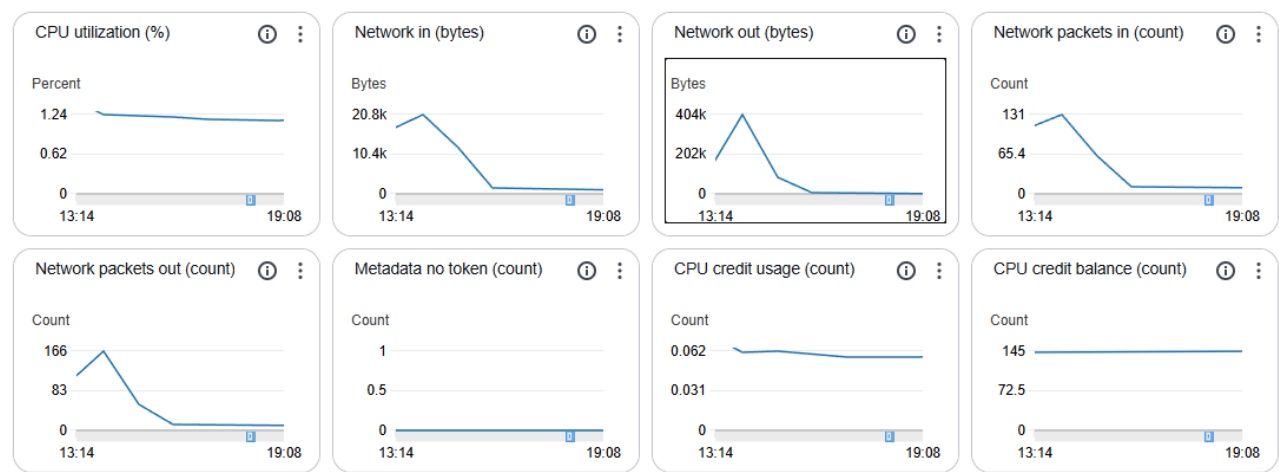 CPU utilization (%)
Percent
1.24
0.62
0
13:14 19:08
Network in (bytes)
Bytes
20.8k
10.4k
0
13:14 19:08
Network out (bytes)
Bytes
404k
202k
0
13:14 19:08
Network packets in (count)
Count
131
65.4
0
13:14 19:08
Network packets out (count)
Count
166
83
0
13:14 19:08
Metadata no token (count)
Count
1
0.5
0
13:14 19:08
CPU credit usage (count)
Count
0.062
0.031
0
13:14 19:08
CPU credit balance (count)
Count
145
72.5
0
13:14 19:08